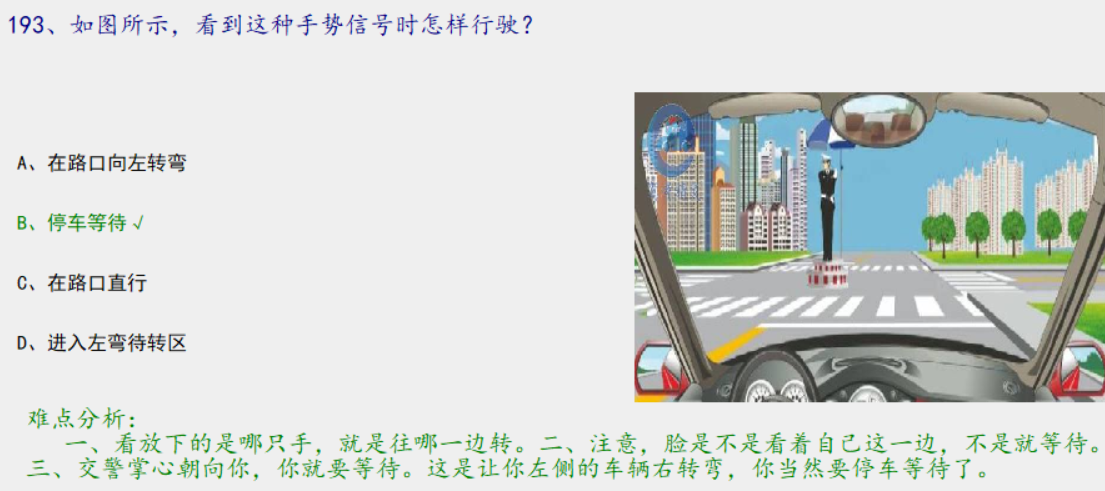 193、如图所示，看到这种手势信号时怎样行驶？
A、在路口向左转弯
B、停车等待√
C、在路口直行
D、进入左弯待转区
难点分析：
一、看放下的是哪只手，就是往哪一边转。二、注意，脸是不是看着自己这一边，不是就等待。
三、交警掌心朝向你，你就要等待。这是让你左侧的车辆右转弯，你当然要停车等待了。